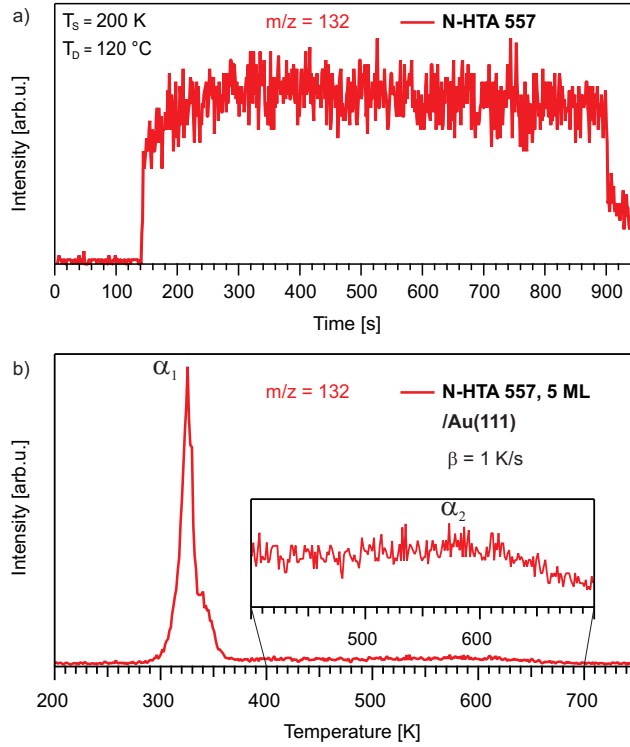 a)
T_S = 200 K
T_D = 120 °C
m/z = 132
N-HTA 557
Intensity [arb.u.]
0 100 200 300 400 500 600 700 800 900
Time [s]
b)
α₁
m/z = 132
N-HTA 557, 5 ML
/Au(111)
β = 1 K/s
Intensity [arb.u.]
α₂
500 600
200 300 400 500 600 700
Temperature [K]